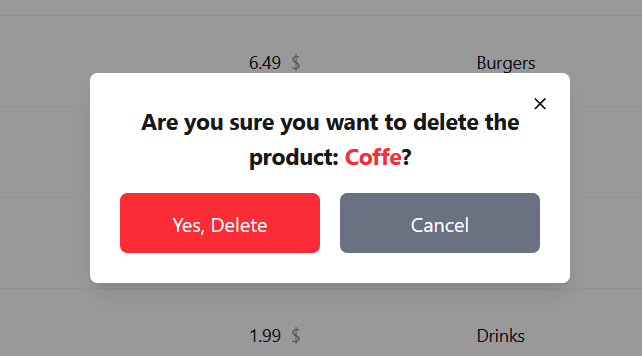 6.49 $ Burgers
Are you sure you want to delete the
product: Coffe?
Yes, Delete Cancel
1.99 $ Drinks